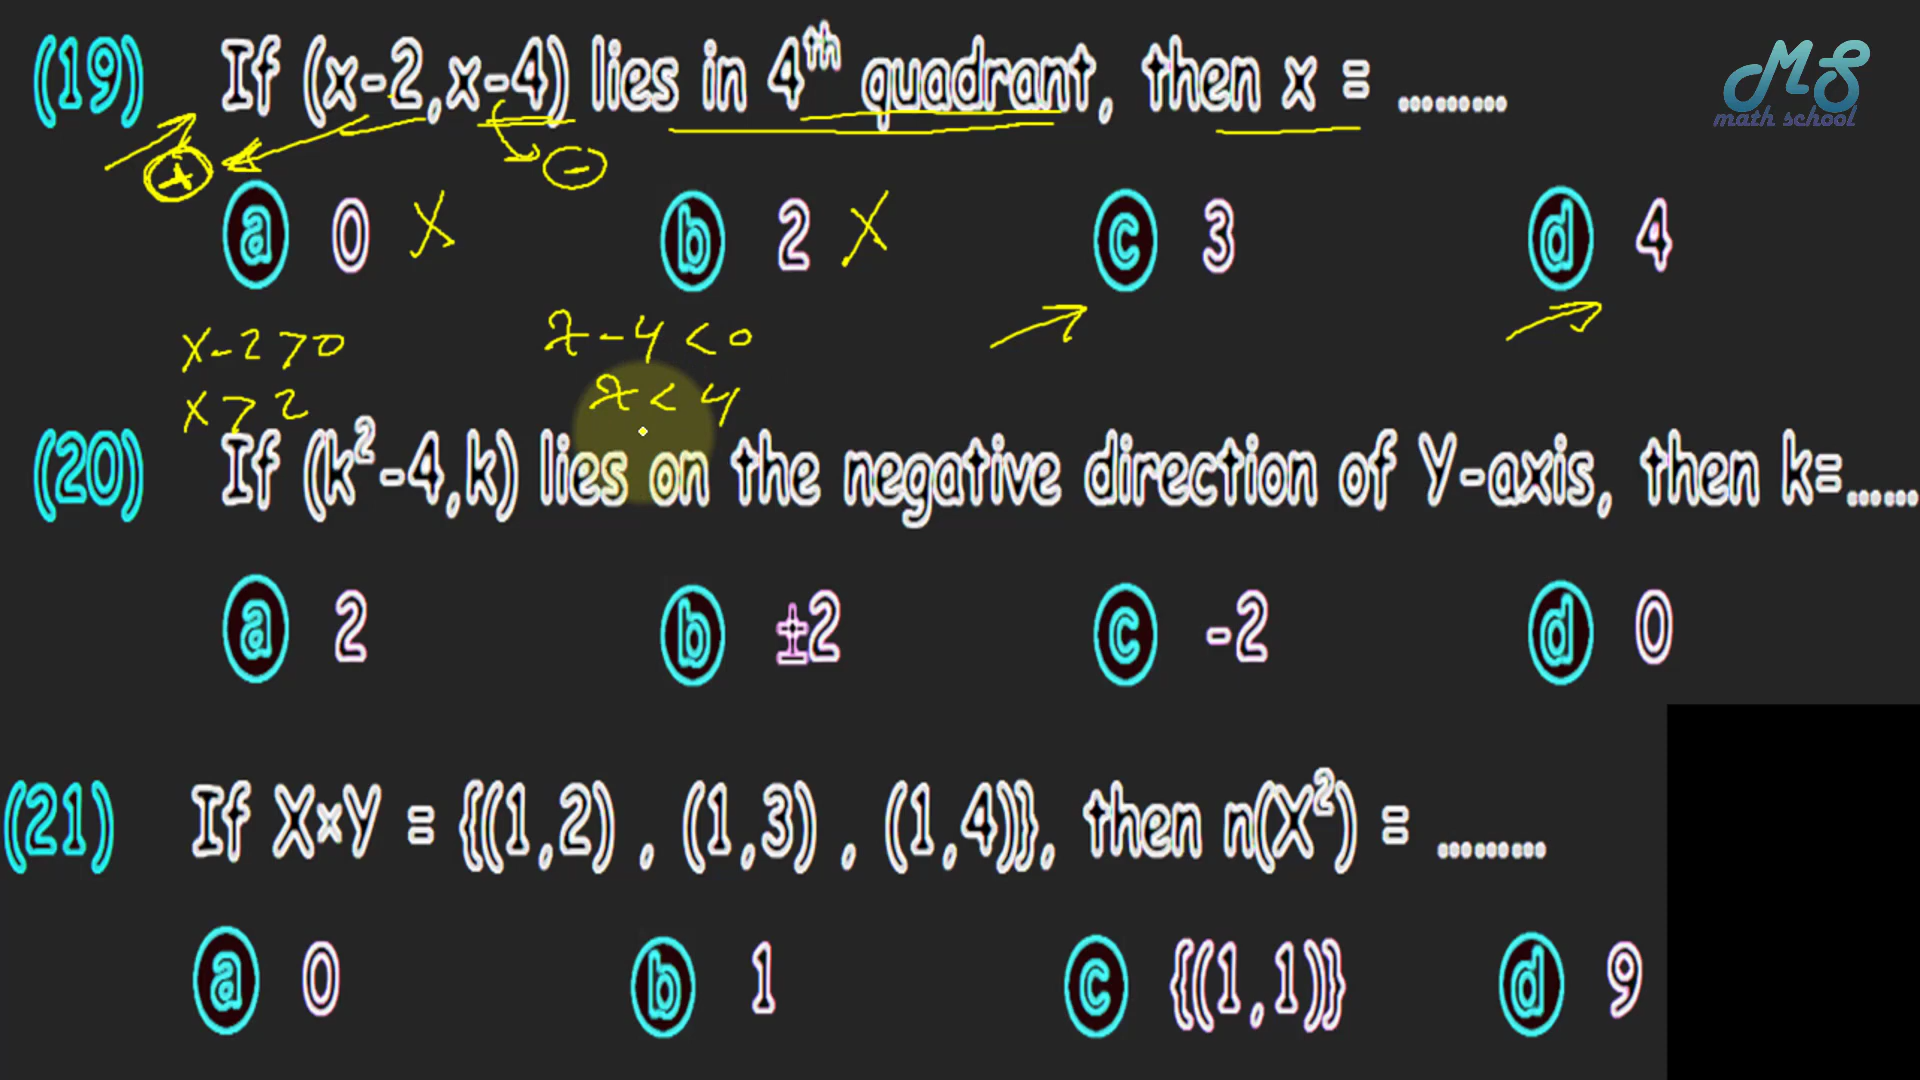 (19) If (x-2,x-4) lies in 4th quadrant, then x = .........
MS
math school
+ -
a 0 X b 2 X c 3 d 4
x-2>0 x-4<0
x>2 x<4
(20) If (k²-4,k) lies on the negative direction of Y-axis, then k=......
a 2 b ±2 c -2 d 0
(21) If X×Y = {(1,2) , (1,3) , (1,4)}, then n(X²) = .........
a 0 b 1 c {(1,1)} d 9